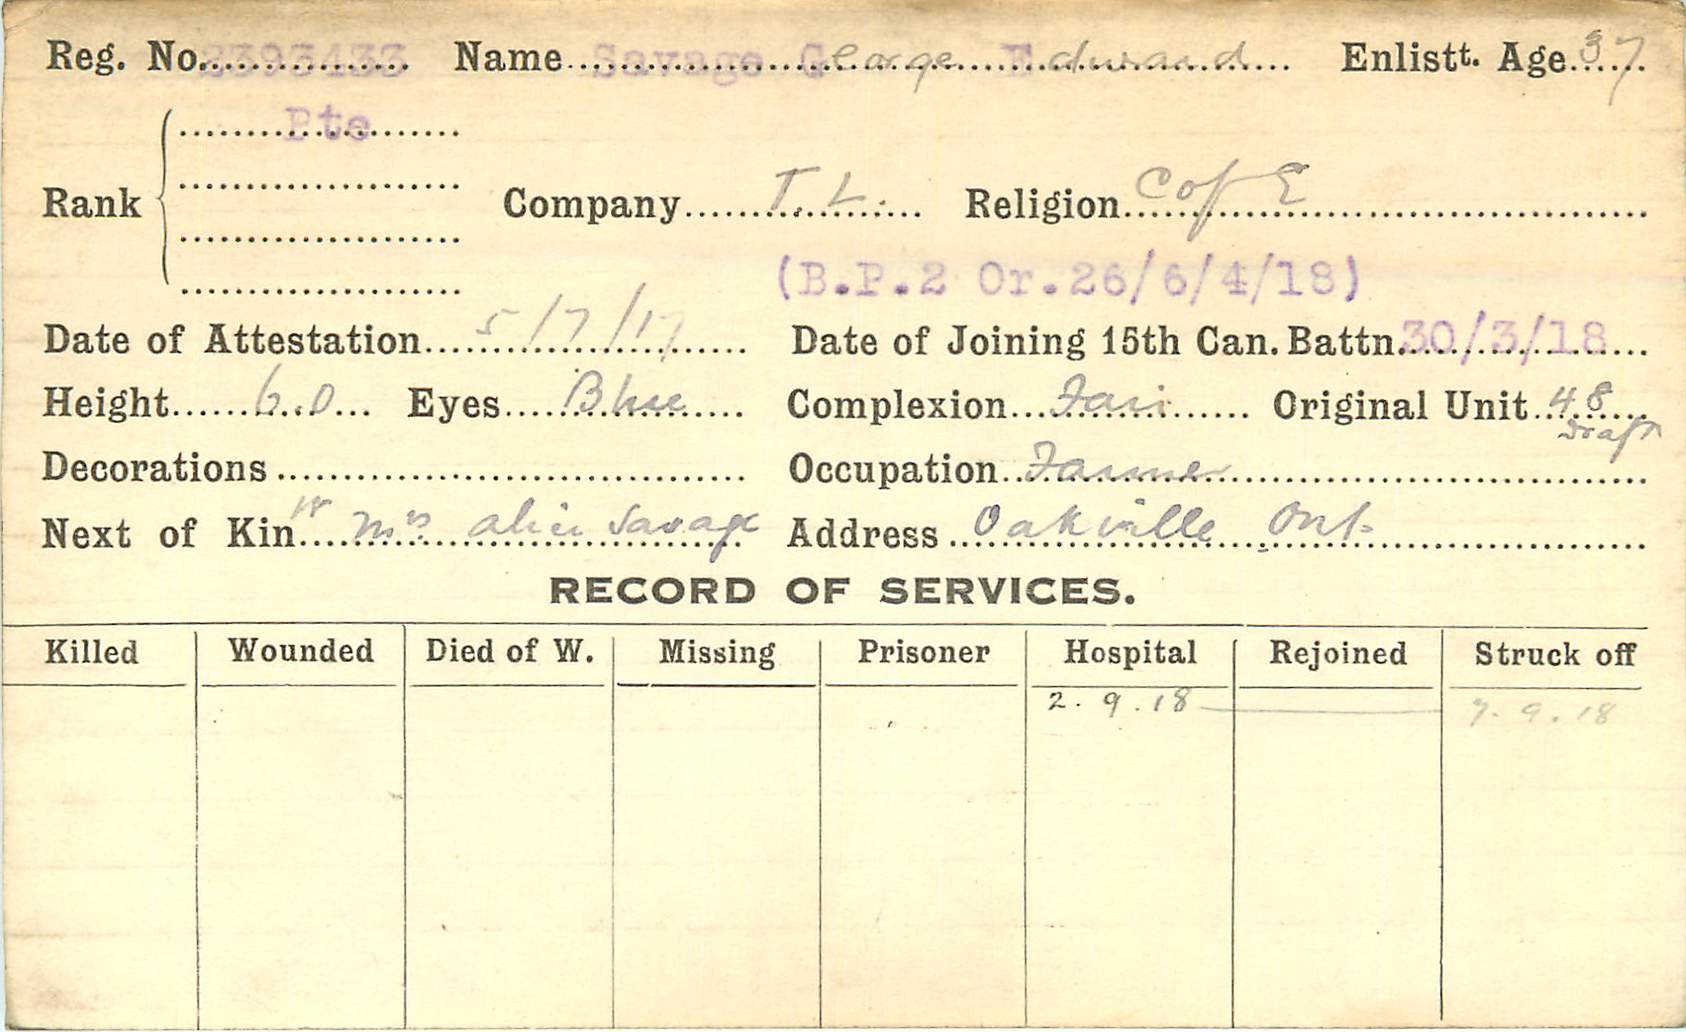 Reg. No. 2393433 Name Savage George Edward Enlistt. Age 37
Pte
Rank Company T. L. Religion C of E
(B.P.2 Or.26/6/4/18)
Date of Attestation 5/7/17 Date of Joining 15th Can. Battn. 30/3/18
Height 6.0 Eyes Blue Complexion Fair Original Unit 48
Draft
Decorations Occupation Farmer
Next of Kin W Mrs Alice Savage Address Oakville Ont.
RECORD OF SERVICES.
Killed Wounded Died of W. Missing Prisoner Hospital Rejoined Struck off
2.9.18 7.9.18